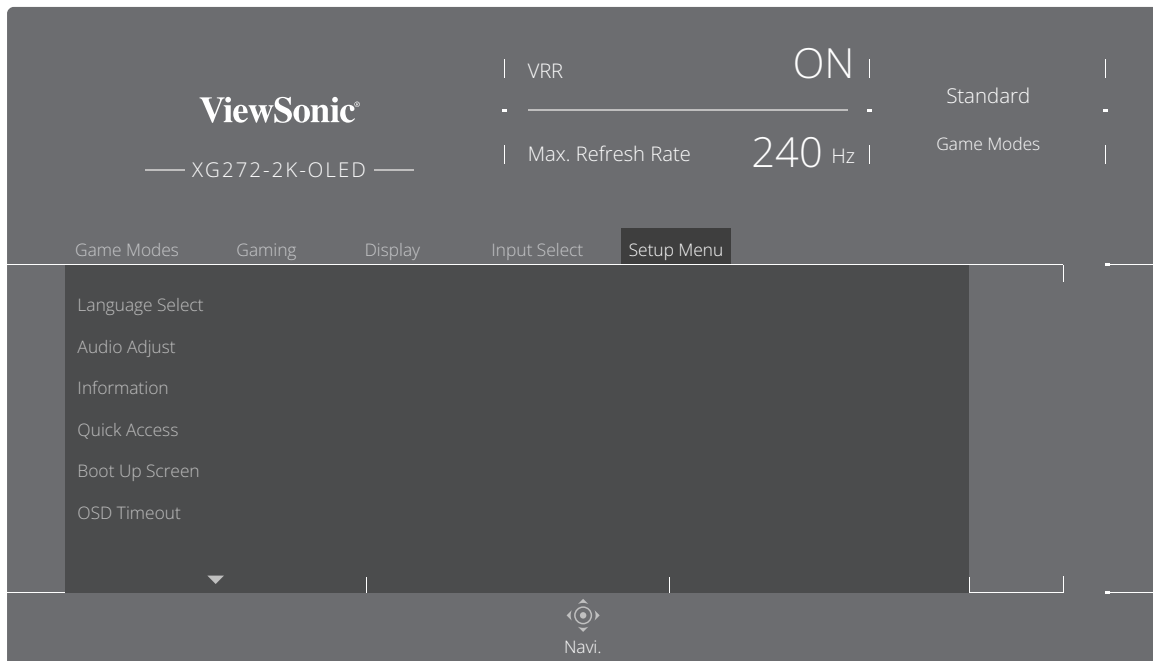 ViewSonic®
XG272-2K-OLED
VRR ON
Max. Refresh Rate 240 Hz
Standard
Game Modes
Game Modes Gaming Display Input Select Setup Menu
Language Select
Audio Adjust
Information
Quick Access
Boot Up Screen
OSD Timeout
Navi.